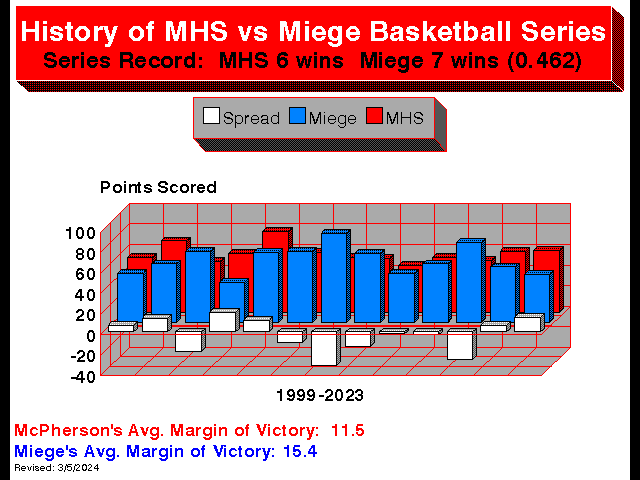 History of MHS vs Miege Basketball Series
Series Record:  MHS 6 wins  Miege 7 wins (0.462)
Spread Miege MHS
Points Scored
100
80
60
40
20
0
-20
-40
1999-2023
McPherson's Avg. Margin of Victory:  11.5
Miege's Avg. Margin of Victory: 15.4
Revised: 3/5/2024